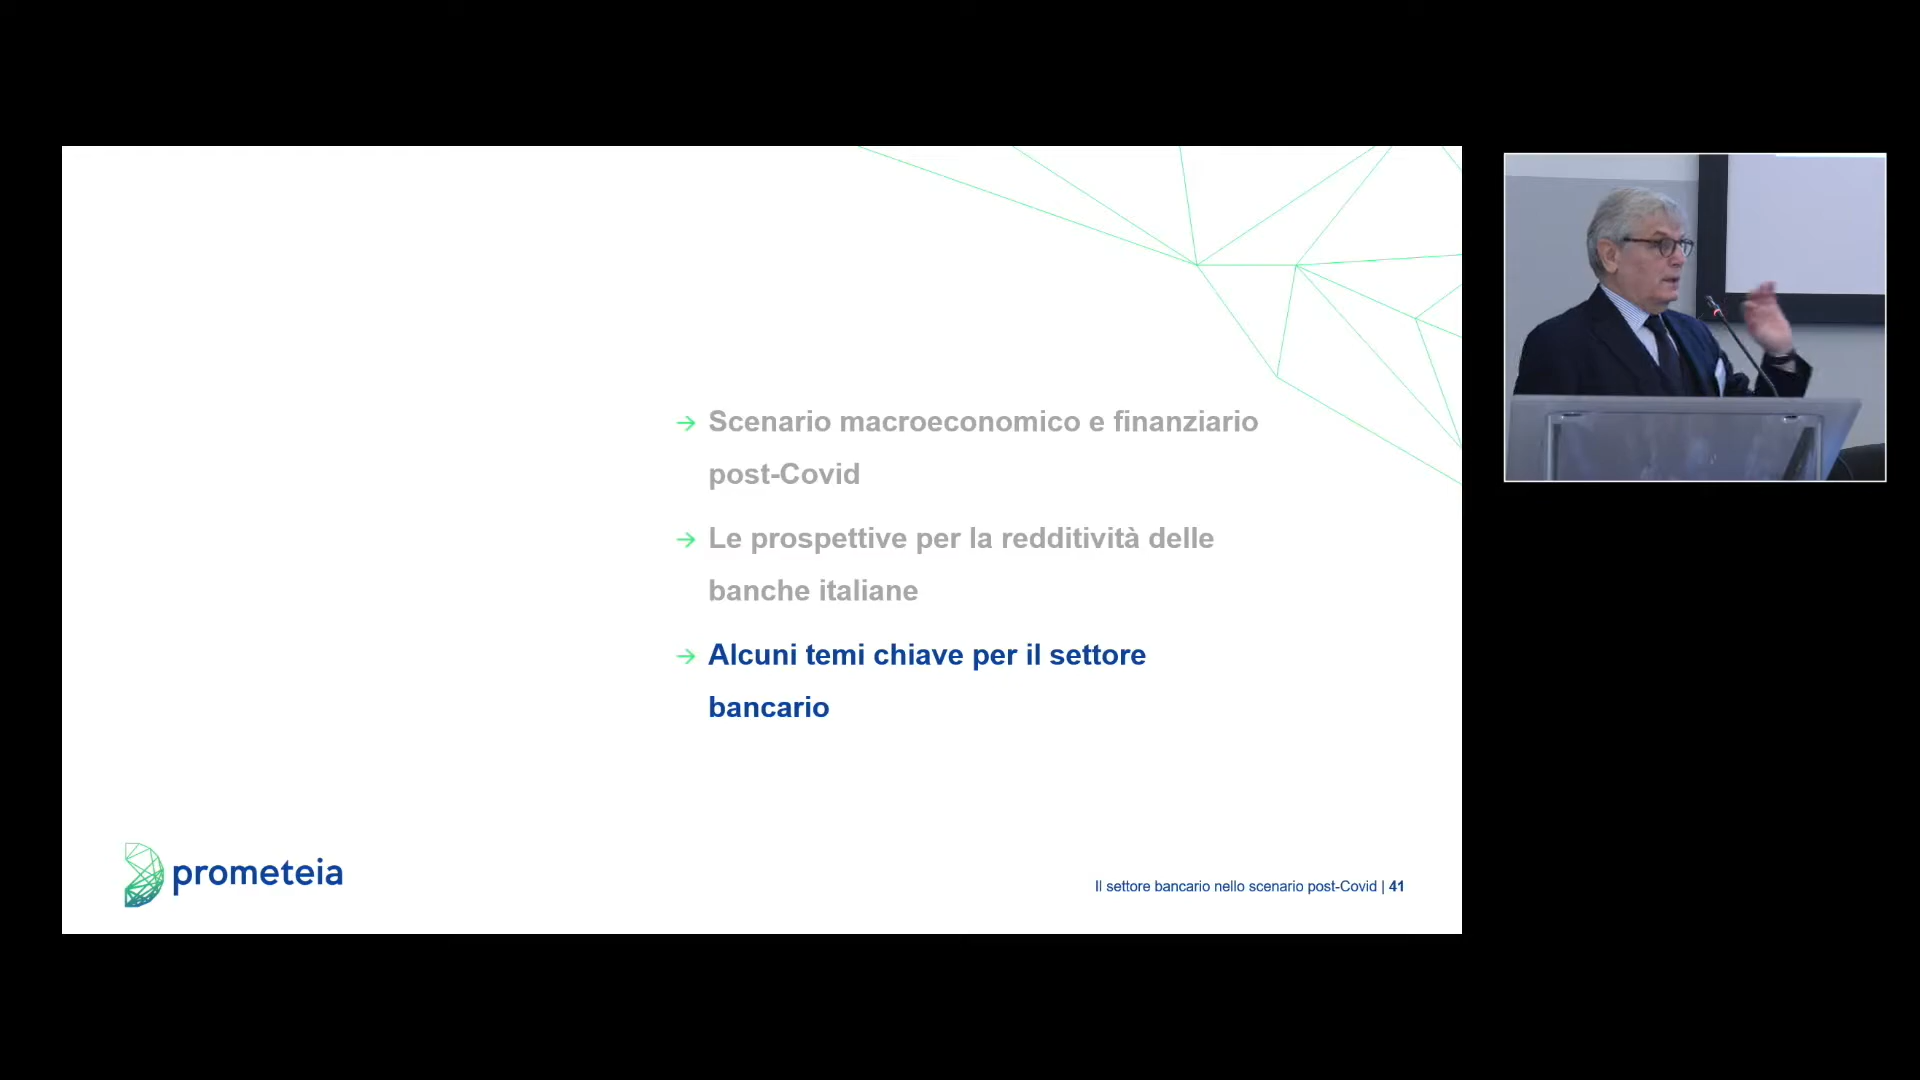 Scenario macroeconomico e finanziario
post-Covid
Le prospettive per la redditività delle
banche italiane
Alcuni temi chiave per il settore
bancario
prometeia
Il settore bancario nello scenario post-Covid | 41